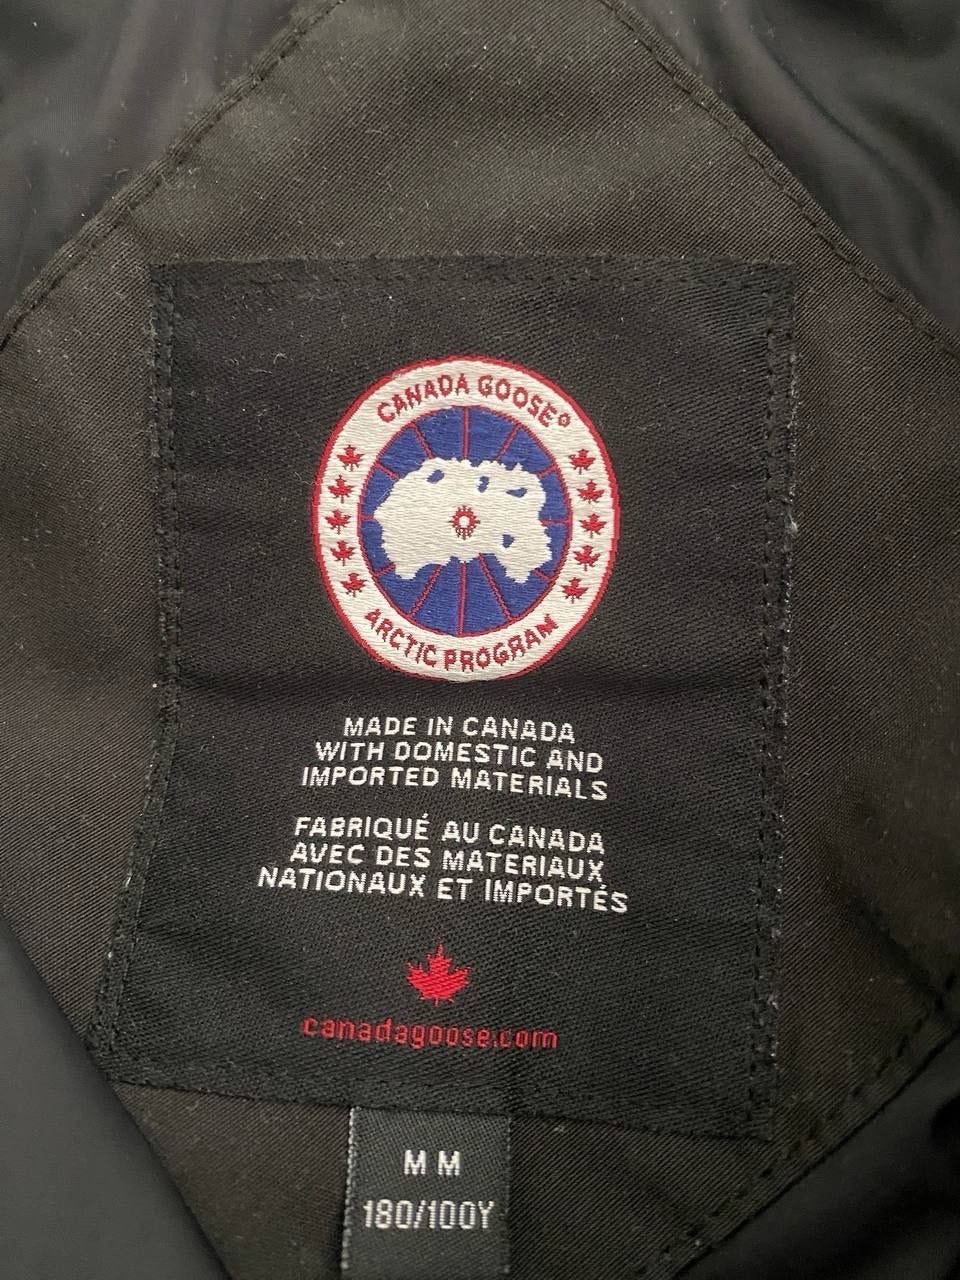 CANADA GOOSE®
ARCTIC PROGRAM
MADE IN CANADA
WITH DOMESTIC AND
IMPORTED MATERIALS
FABRIQUÉ AU CANADA
AVEC DES MATERIAUX
NATIONAUX ET IMPORTÉS
canadagoose.com
M M
180/100Y